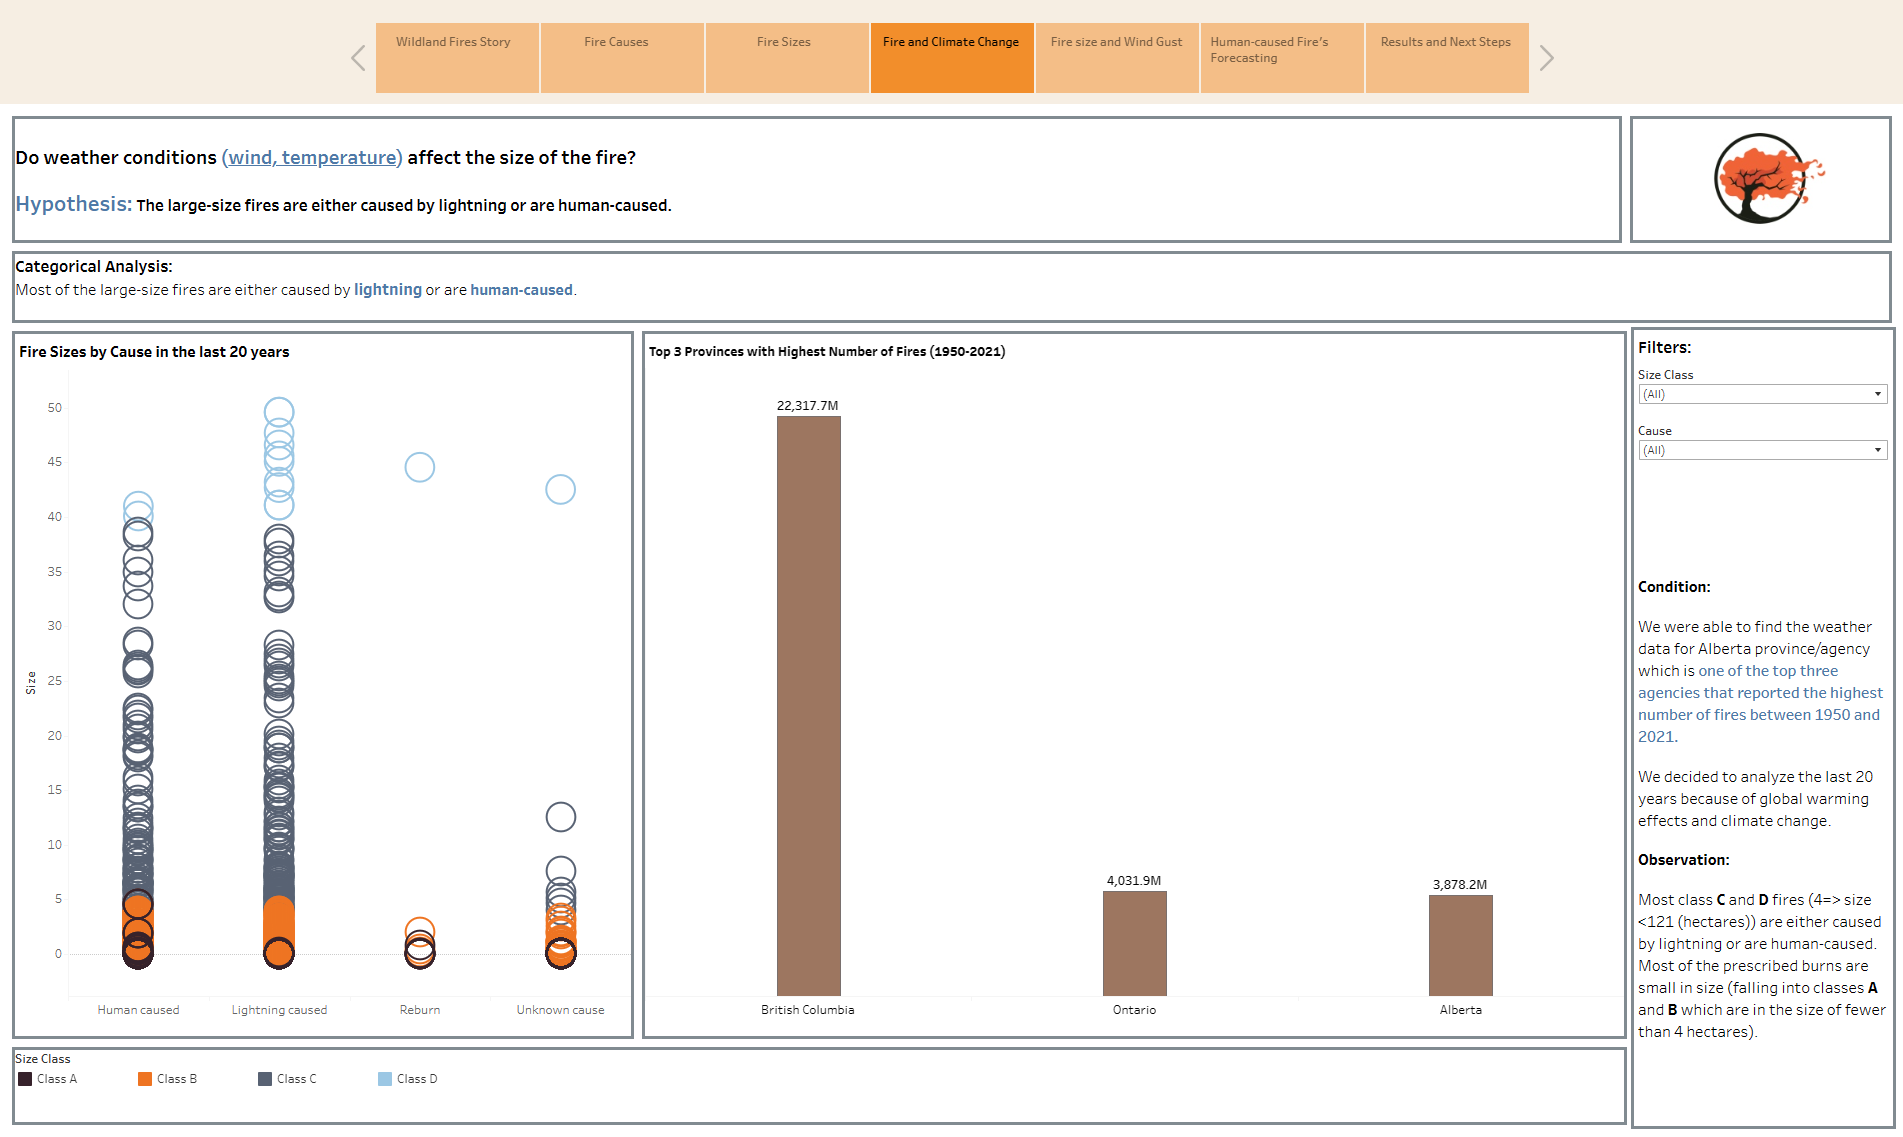 Wildland Fires Story
Fire Causes
Fire Sizes
Fire and Climate Change
Fire size and Wind Gust
Human-caused Fire's
Forecasting
Results and Next Steps
Do weather conditions (wind, temperature) affect the size of the fire?
Hypothesis: The large-size fires are either caused by lightning or are human-caused.
Categorical Analysis:
Most of the large-size fires are either caused by lightning or are human-caused.
Fire Sizes by Cause in the last 20 years
50
45
40
35
30
25
20
15
10
5
0
Size
Human caused
Lightning caused
Reburn
Unknown cause
Top 3 Provinces with Highest Number of Fires (1950-2021)
22,317.7M
4,031.9M
3,878.2M
British Columbia
Ontario
Alberta
Filters:
Size Class
(All)
Cause
(All)
Condition:
We were able to find the weather
data for Alberta province/agency
which is one of the top three
agencies that reported the highest
number of fires between 1950 and
2021.
We decided to analyze the last 20
years because of global warming
effects and climate change.
Observation:
Most class C and D fires (4=> size
<121 (hectares)) are either caused
by lightning or are human-caused.
Most of the prescribed burns are
small in size (falling into classes A
and B which are in the size of fewer
than 4 hectares).
Size Class
Class A
Class B
Class C
Class D